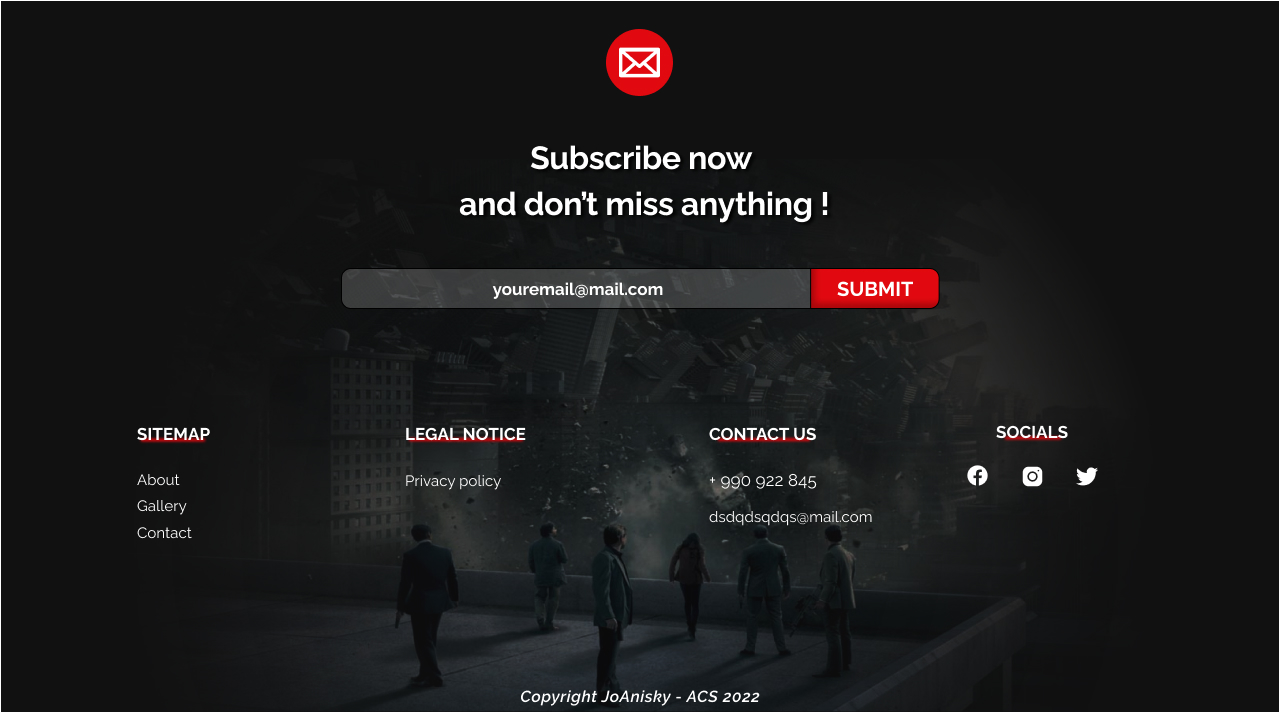 Subscribe now
and don’t miss anything !
youremail@mail.com
SUBMIT
SITEMAP
About
Gallery
Contact
LEGAL NOTICE
Privacy policy
CONTACT US
+ 990 922 845
dsdqdsqdqs@mail.com
SOCIALS
Copyright JoAnisky - ACS 2022